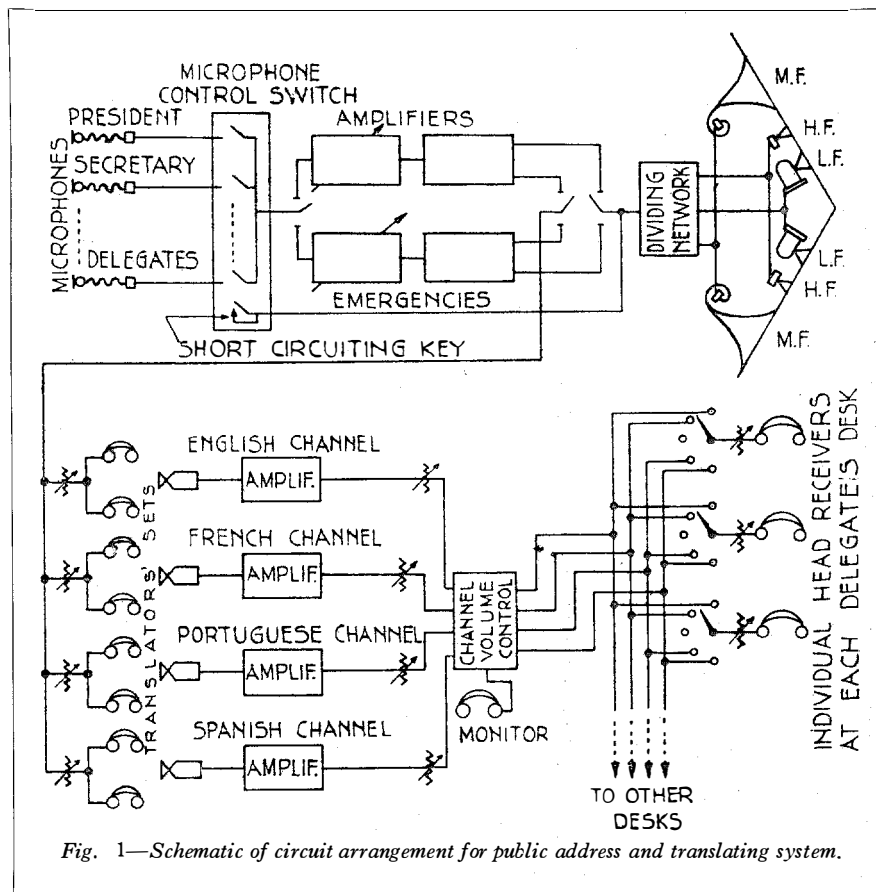 MICROPHONE
CONTROL SWITCH
MICROPHONES
PRESIDENT
SECRETARY
DELEGATES
AMPLIFIERS
EMERGENCIES
SHORT CIRCUITING KEY
DIVIDING
NETWORK
M.F.
H.F.
L.F.
L.F.
H.F.
M.F.
TRANSLATORS' SETS
ENGLISH CHANNEL
AMPLIF.
FRENCH CHANNEL
AMPLIF.
PORTUGUESE CHANNEL
AMPLIF.
SPANISH CHANNEL
AMPLIF.
CHANNEL
VOLUME
CONTROL
MONITOR
INDIVIDUAL HEAD RECEIVERS
AT EACH DELEGATE'S DESK
TO OTHER
DESKS
Fig. 1—Schematic of circuit arrangement for public address and translating system.